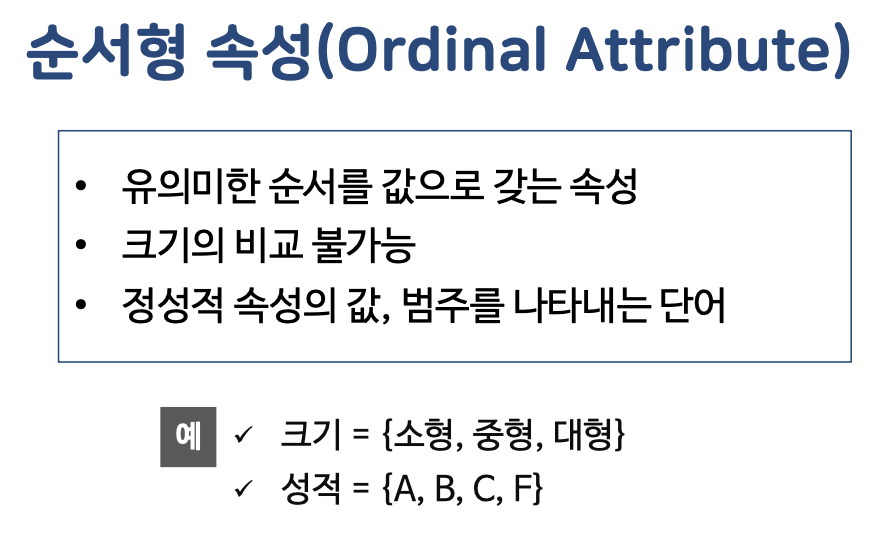 순서형 속성(Ordinal Attribute)
• 유의미한 순서를 값으로 갖는 속성
• 크기의 비교 불가능
• 정성적 속성의 값, 범주를 나타내는 단어
예 ✓ 크기 = {소형, 중형, 대형}
✓ 성적 = {A, B, C, F}